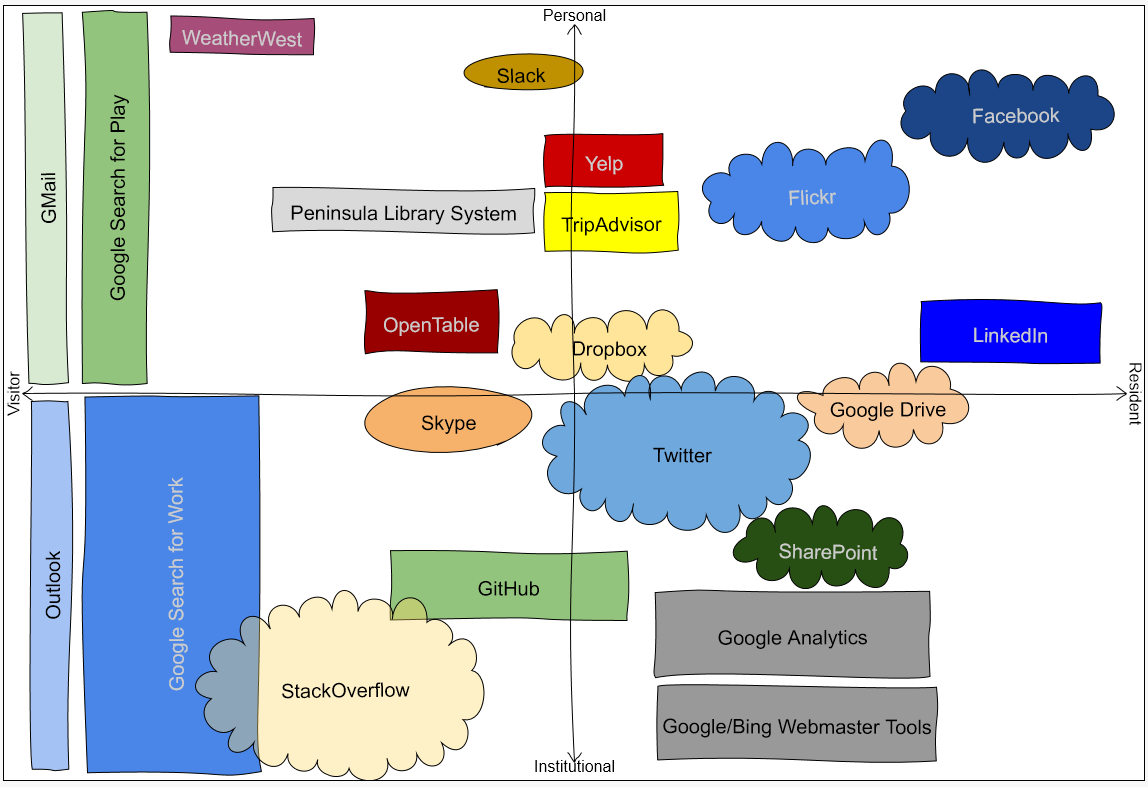 Personal
WeatherWest
Slack
Facebook
Yelp
GMail
Google Search for Play
Peninsula Library System
TripAdvisor
Flickr
OpenTable
Dropbox
LinkedIn
Visitor
Resident
Skype
Google Drive
Twitter
Outlook
Google Search for Work
SharePoint
GitHub
Google Analytics
StackOverflow
Google/Bing Webmaster Tools
Institutional